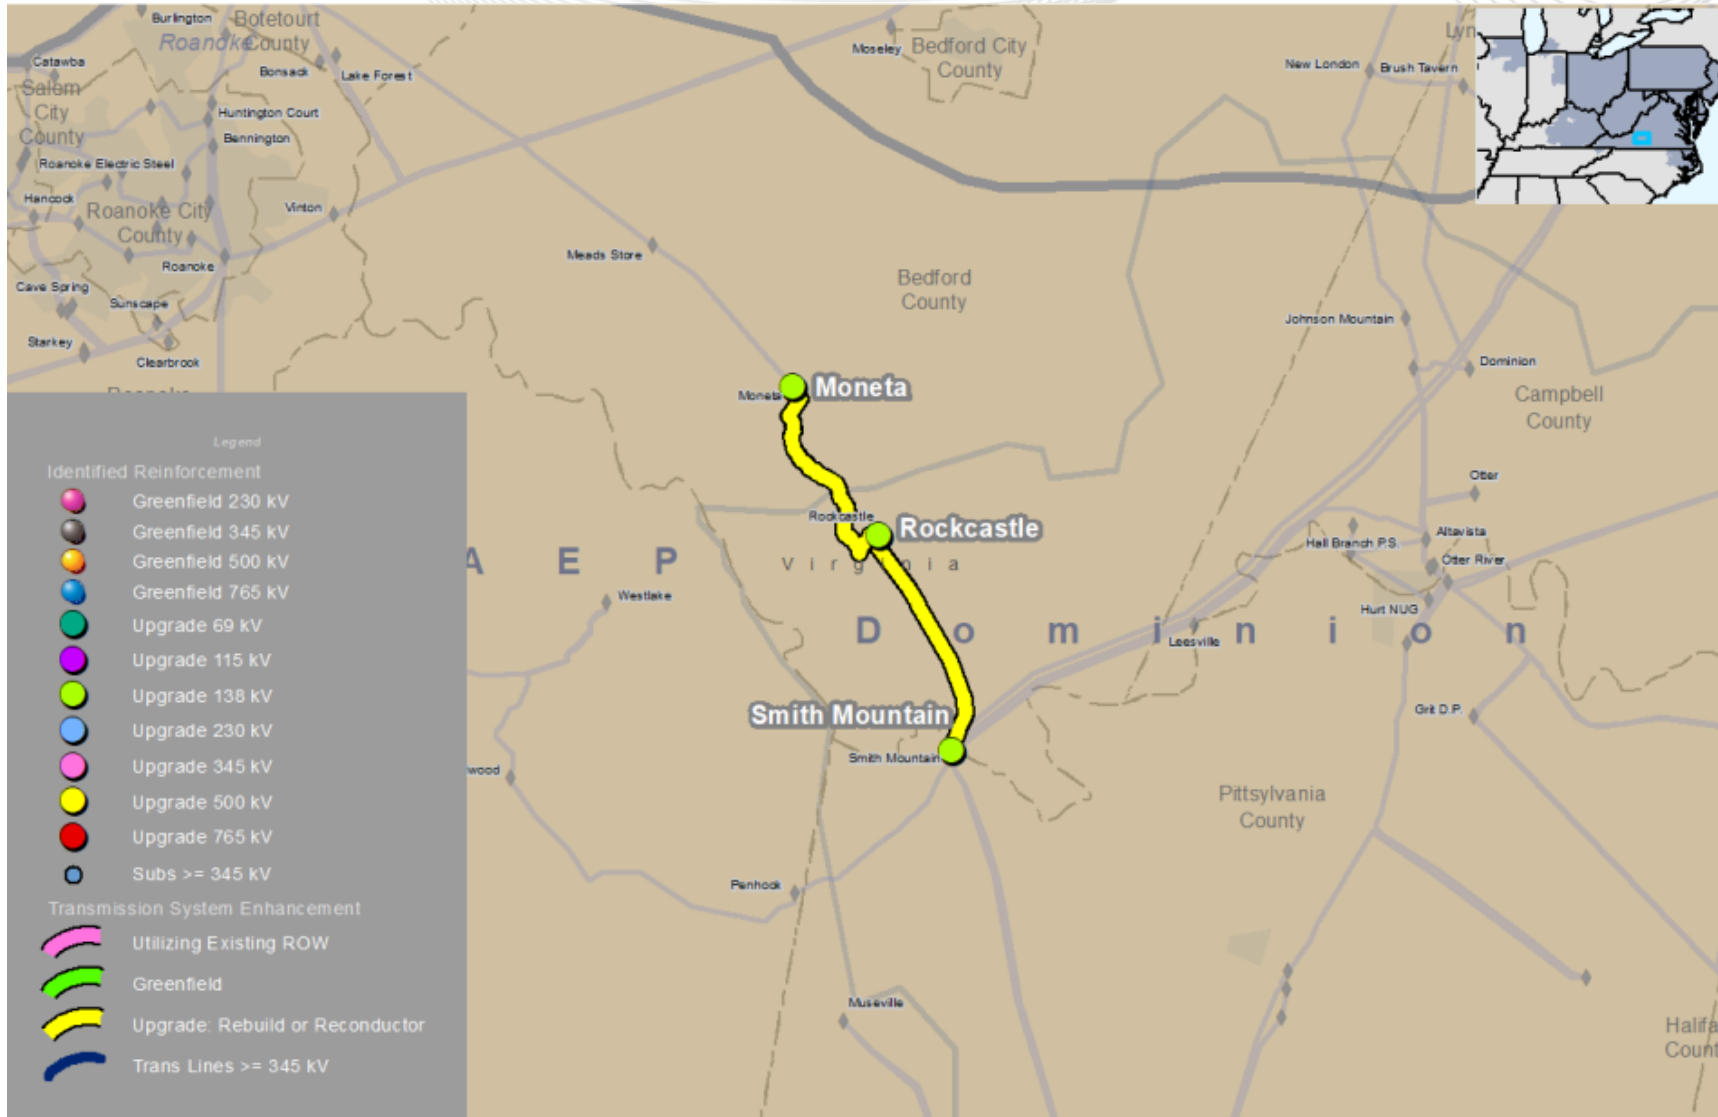 Burlington
Botetourt
County
Roanoke
Catawba
Bonsack
Lake Forest
Moseley
Bedford City
County
New London
Brush Tavern
Lyn
Salem
City
County
Huntington Court
Bennington
Roanoke Electric Steel
Hancock
Roanoke City
County
Vinton
Roanoke
Meads Store
Cave Spring
Sunscape
Starkey
Clearbrook
Bedford
County
Johnson Mountain
Dominion
Campbell
County
Moneta
Moneta
Rockcastle
Rockcastle
Otter
Altavista
Hall Branch P.S.
Otter River
Hurt NUG
A E P
Virginia
Westlake
Dominion
Leesville
Smith Mountain
Smith Mountain
Grit D.P.
wood
Pittsylvania
County
Penhook
Museville
Halifa
Count
Legend
Identified Reinforcement
Greenfield 230 kV
Greenfield 345 kV
Greenfield 500 kV
Greenfield 765 kV
Upgrade 69 kV
Upgrade 115 kV
Upgrade 138 kV
Upgrade 230 kV
Upgrade 345 kV
Upgrade 500 kV
Upgrade 765 kV
Subs >= 345 kV
Transmission System Enhancement
Utilizing Existing ROW
Greenfield
Upgrade: Rebuild or Reconductor
Trans Lines >= 345 kV